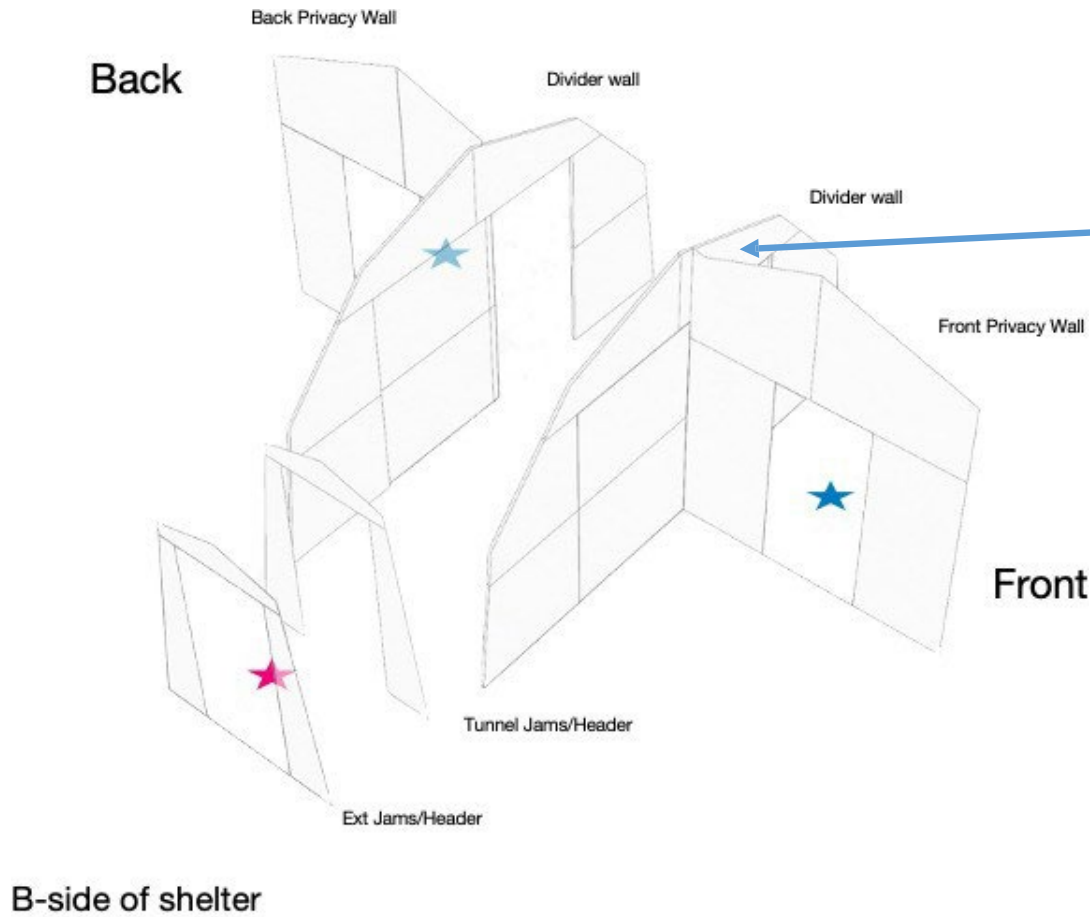 Back Privacy Wall
Back
Divider wall
Divider wall
Front Privacy Wall
Front
Tunnel Jams/Header
Ext Jams/Header
B-side of shelter